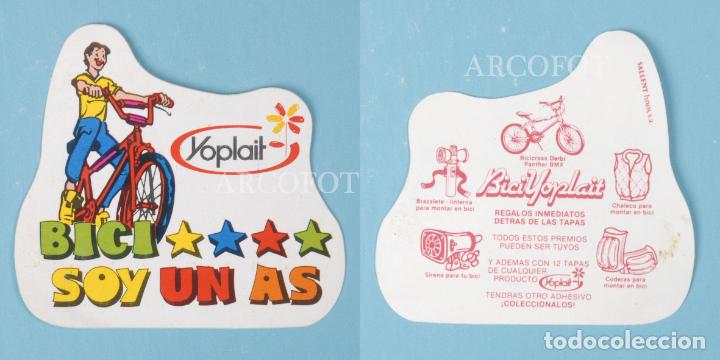 Yoplait
ARCOFOT
BICI
SOY UN AS
ARCOFOT
SALLENT hnos, s.a.
Bicicross Derbi
Panther BMX
BiciYoplait
Brazalete - linterna
para montar en bici
Chaleco para
montar en bici
REGALOS INMEDIATOS
DETRAS DE LAS TAPAS
TODOS ESTOS PREMIOS
PUEDEN SER TUYOS
Sirena para tu bici
Y ADEMAS CON 12 TAPAS
DE CUALQUIER
PRODUCTO Yoplait
Coderas para
montar en bici
TENDRAS OTRO ADHESIVO
¡COLECCIONALOS!
todocoleccion